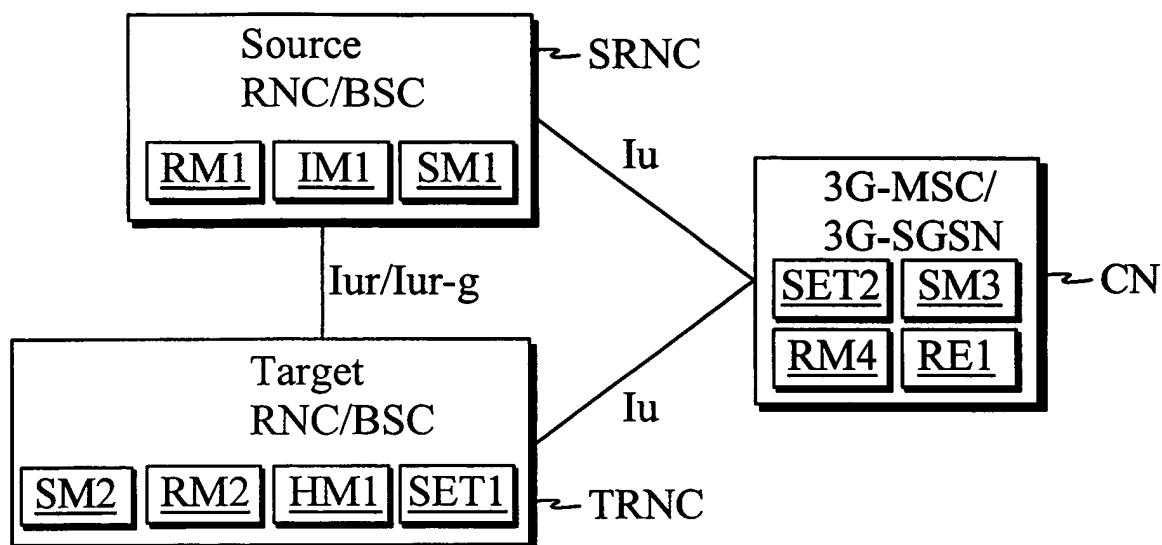 Source
RNC/BSC
SRNC
RM1
IM1
SM1
Iu
3G-MSC/
3G-SGSN
SET2
SM3
CN
RM4
RE1
Iur/Iur-g
Target
RNC/BSC
Iu
SM2
RM2
HM1
SET1
TRNC